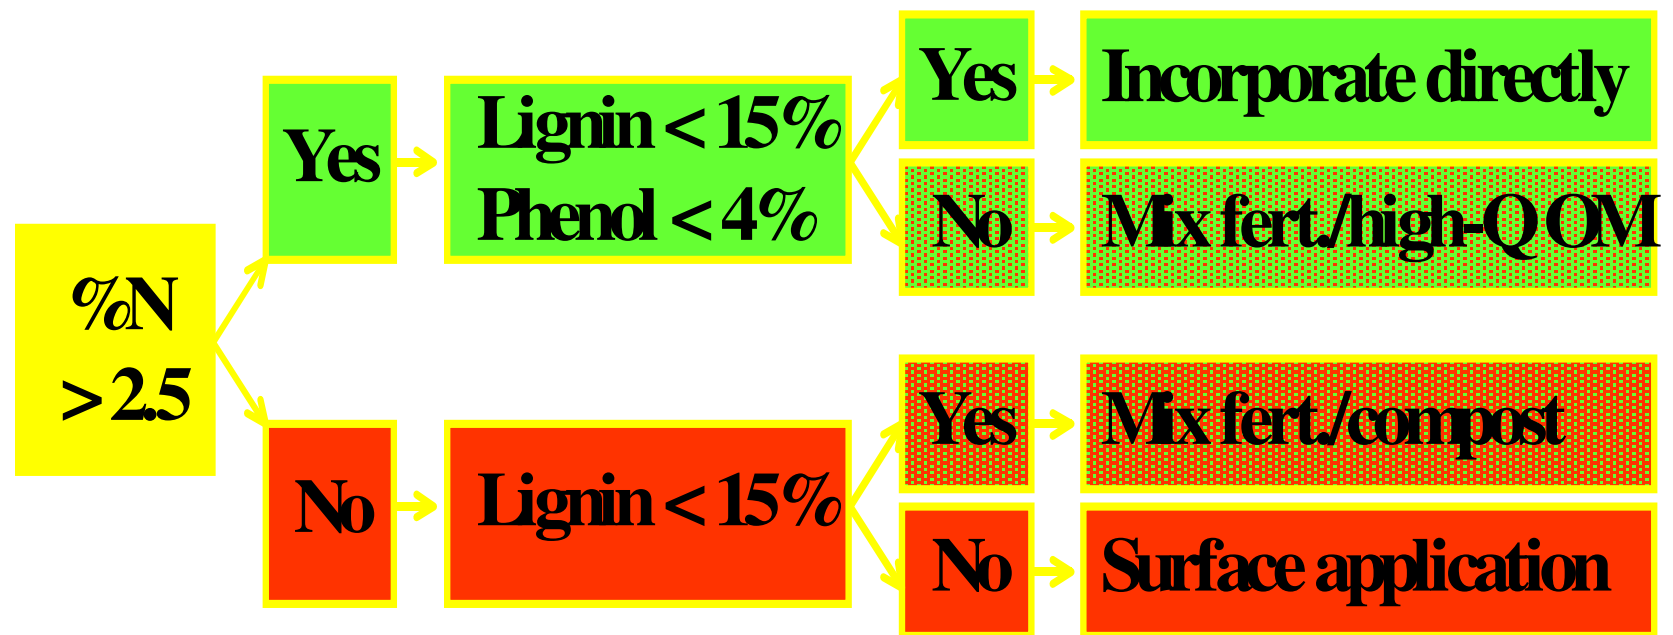 %N
> 2.5
Yes
Lignin < 15%
Phenol < 4%
Yes
Incorporate directly
No
Mix fert./high-Q OM
No
Lignin < 15%
Yes
Mix fert./compost
No
Surface application